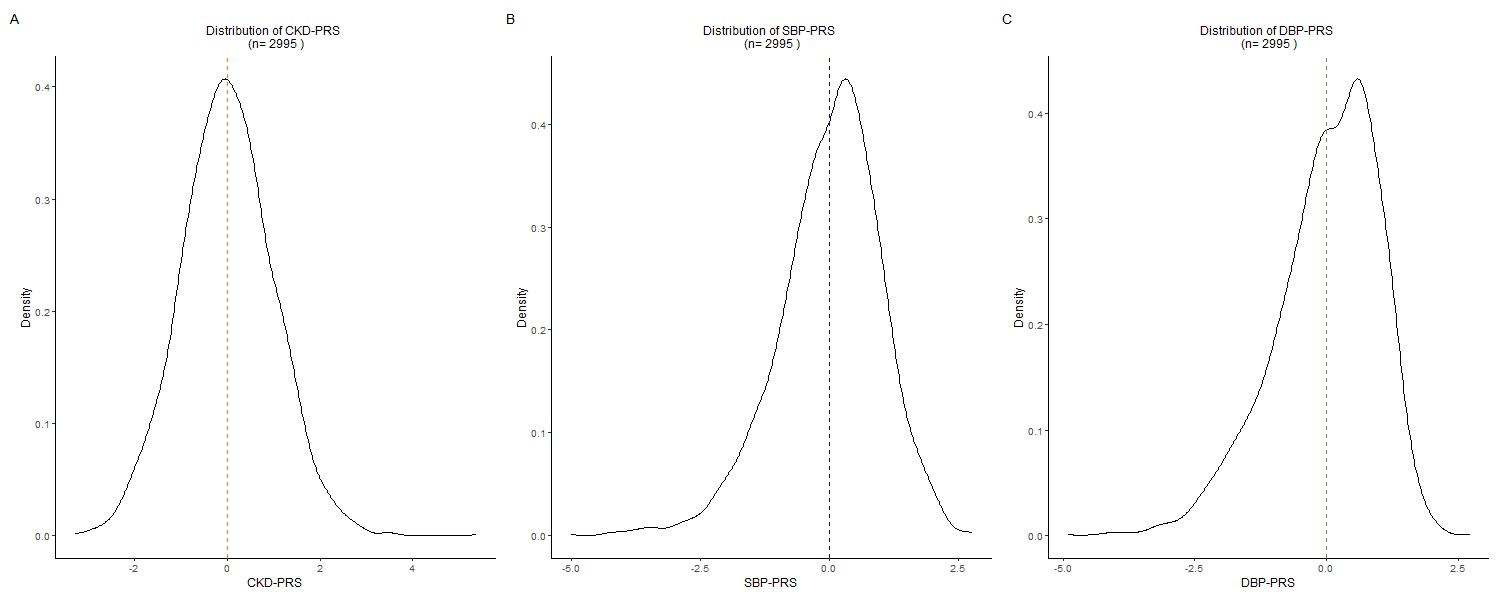 A
Distribution of CKD-PRS
(n= 2995 )
0.4
0.3
0.2
0.1
0.0
Density
-2
0
2
4
CKD-PRS
B
Distribution of SBP-PRS
(n= 2995 )
0.4
0.3
0.2
0.1
0.0
Density
-5.0
-2.5
0.0
2.5
SBP-PRS
C
Distribution of DBP-PRS
(n= 2995 )
0.4
0.3
0.2
0.1
0.0
Density
-5.0
-2.5
0.0
2.5
DBP-PRS